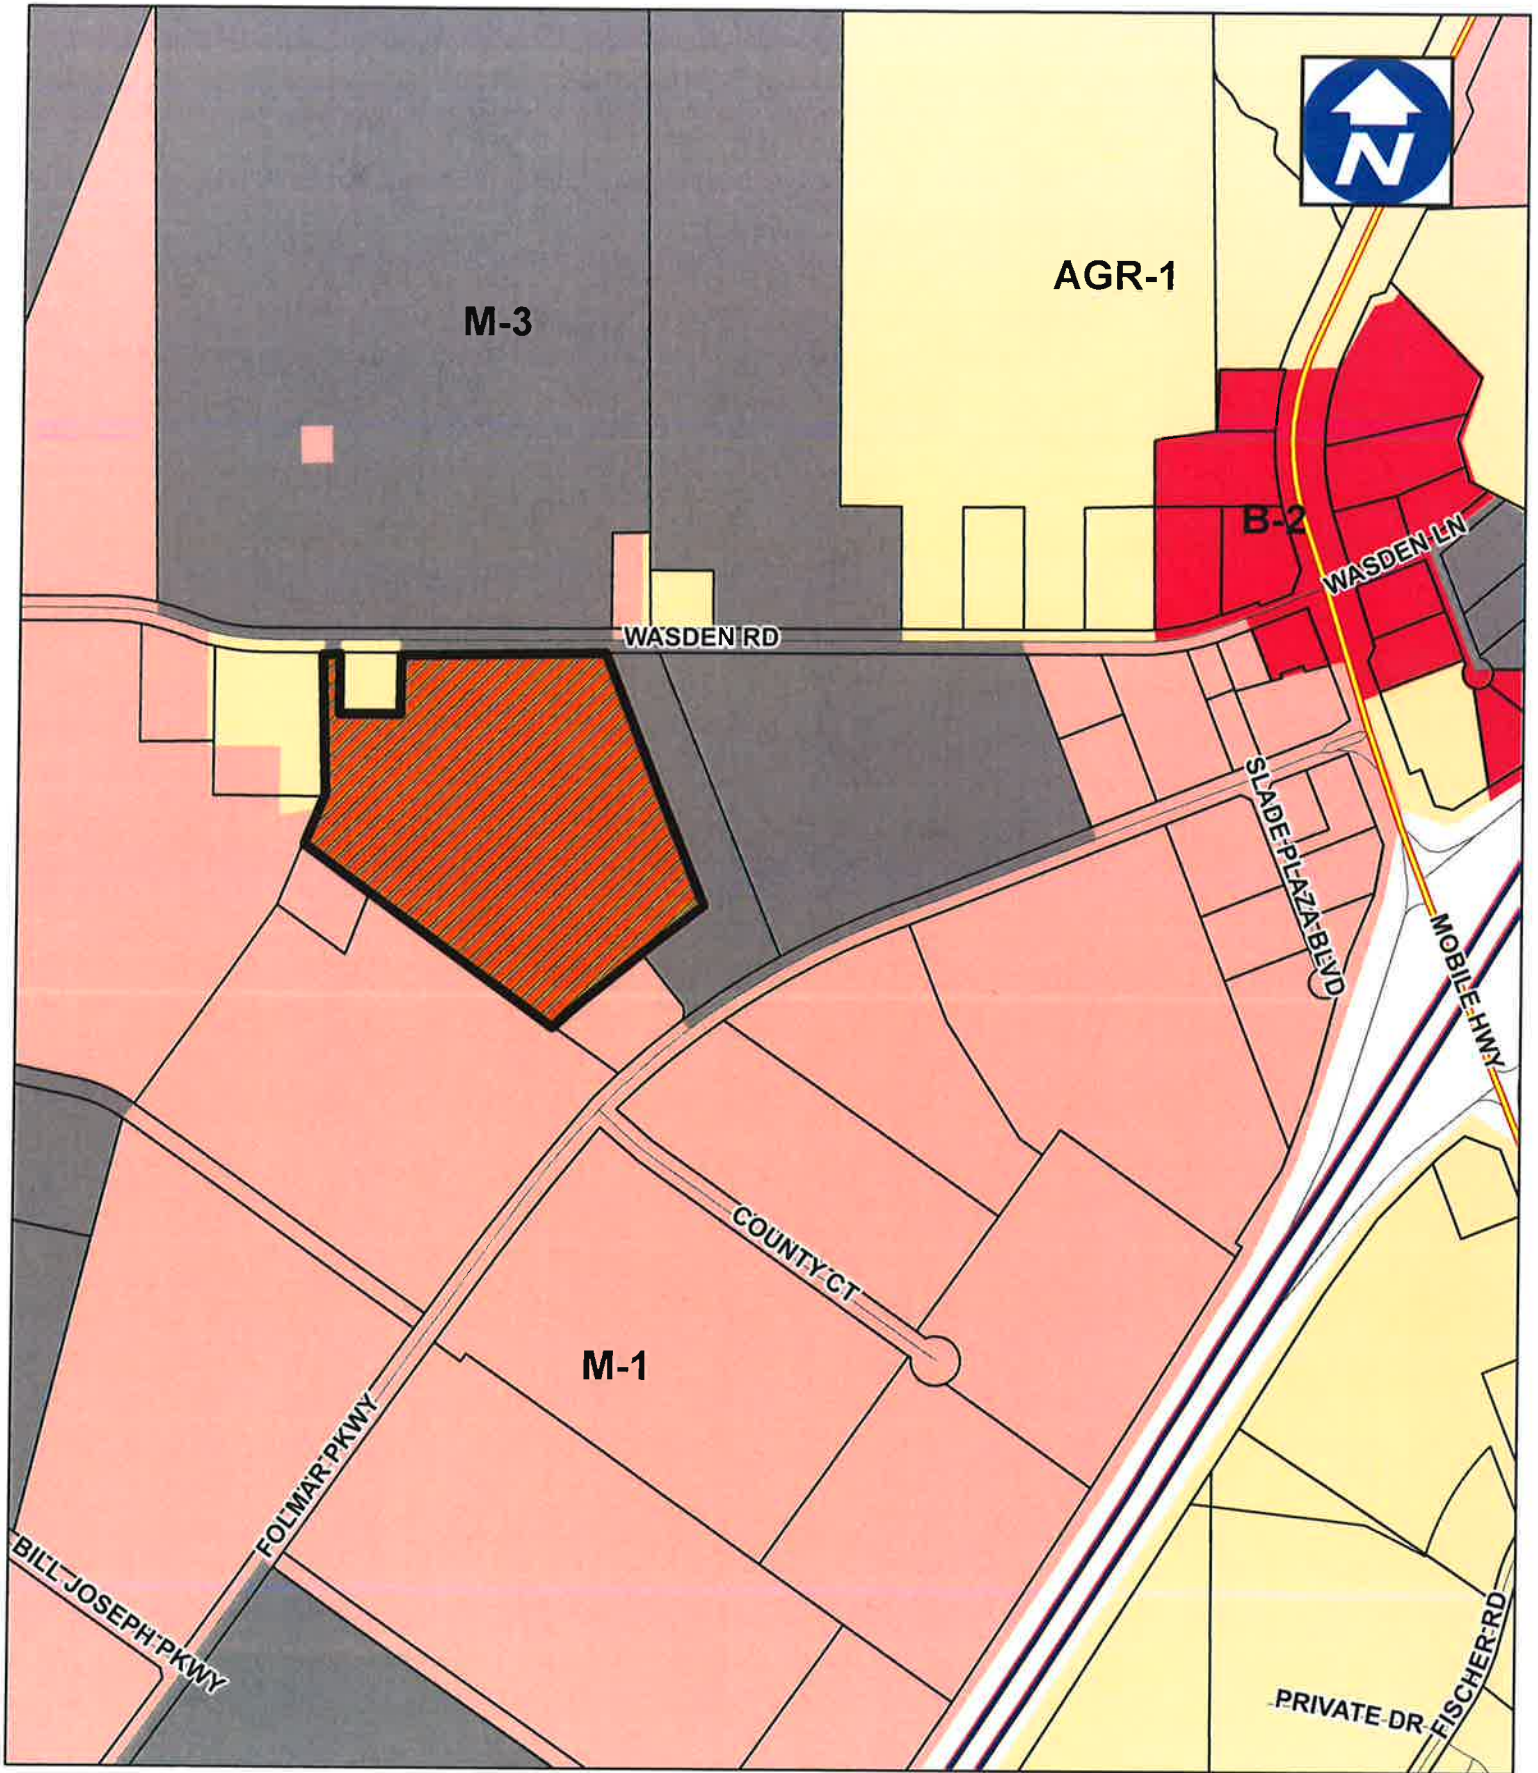 N
AGR-1
M-3
B-2
WASDEN LN
WASDEN RD
SLADE PLAZA BLVD
MOBILE HWY
COUNTY CT
M-1
FOLMAR PKWY
BILL JOSEPH PKWY
FISCHER RD
PRIVATE DR